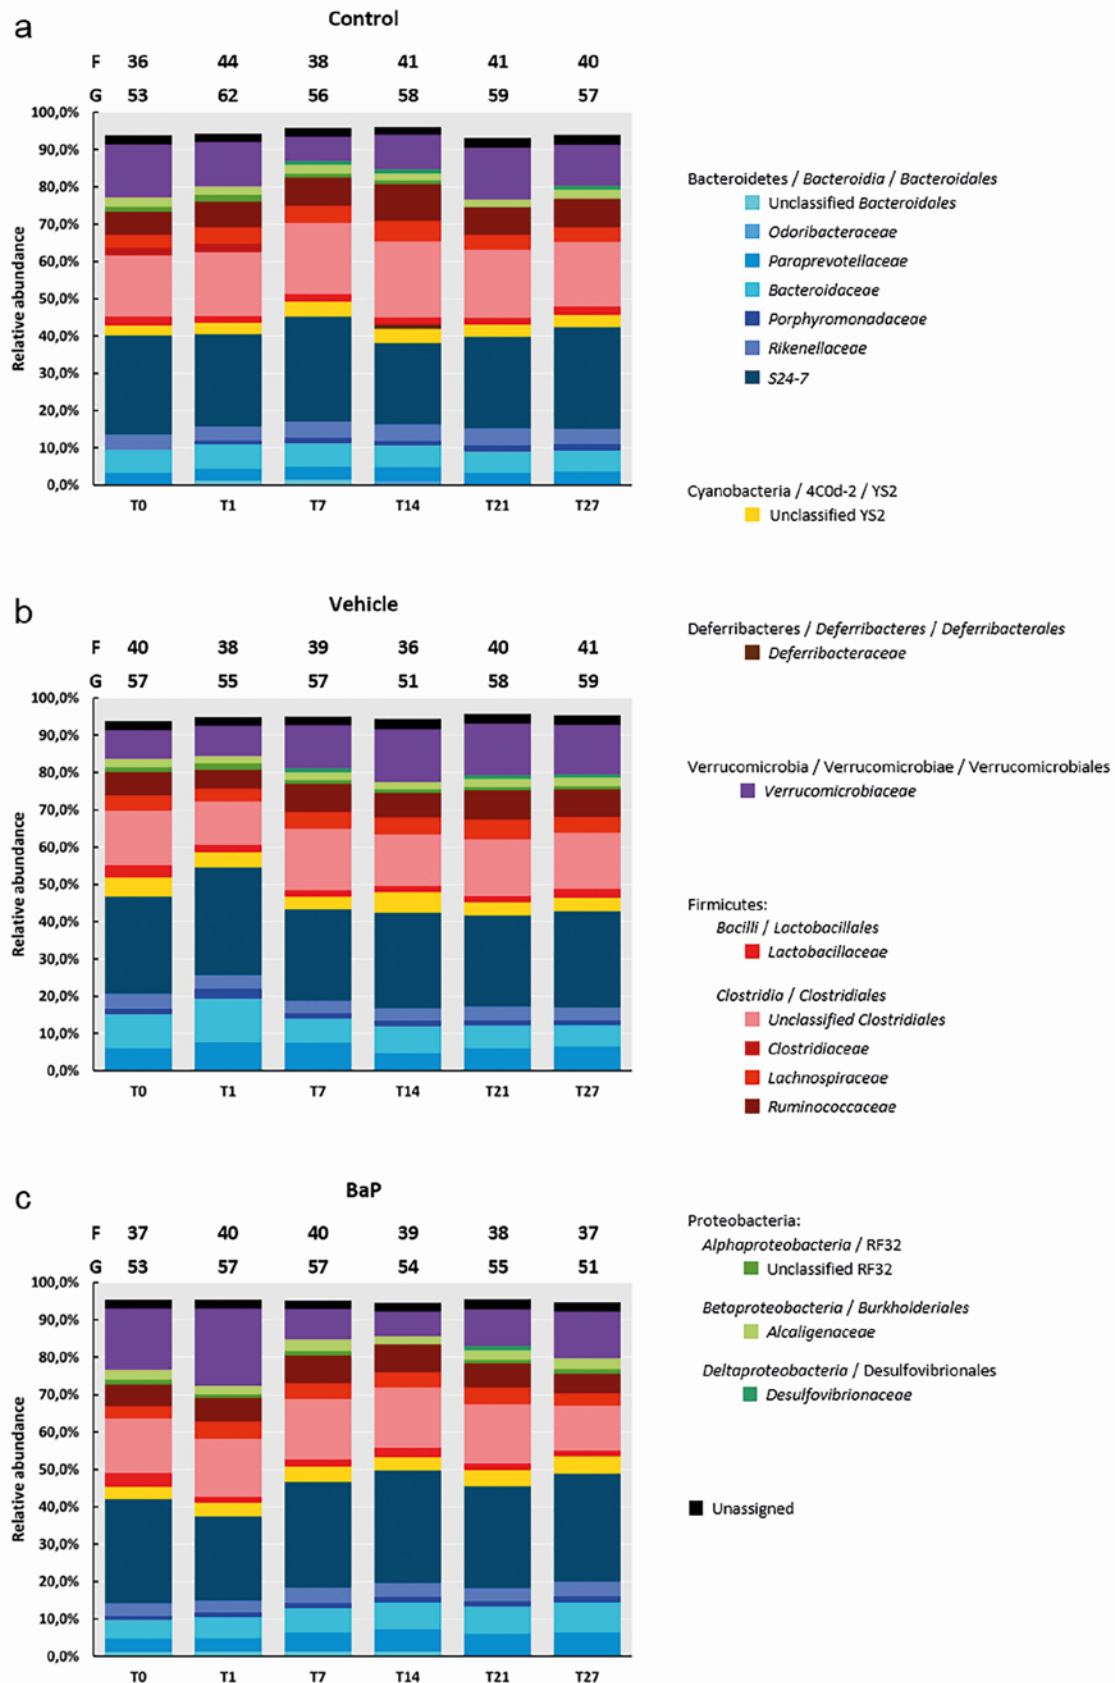 a
Control
F 36 44 38 41 41 40
G 53 62 56 58 59 57
100,0%
90,0%
80,0%
70,0%
60,0%
50,0%
40,0%
30,0%
20,0%
10,0%
0,0%
Relative abundance
T0 T1 T7 T14 T21 T27
b
Vehicle
F 40 38 39 36 40 41
G 57 55 57 51 58 59
100,0%
90,0%
80,0%
70,0%
60,0%
50,0%
40,0%
30,0%
20,0%
10,0%
0,0%
Relative abundance
T0 T1 T7 T14 T21 T27
c
BaP
F 37 40 40 39 38 37
G 53 57 57 54 55 51
100,0%
90,0%
80,0%
70,0%
60,0%
50,0%
40,0%
30,0%
20,0%
10,0%
0,0%
Relative abundance
T0 T1 T7 T14 T21 T27
Bacteroidetes / Bacteroidia / Bacteroidales
Unclassified Bacteroidales
Odoribacteraceae
Paraprevotellaceae
Bacteroidaceae
Porphyromonadaceae
Rikenellaceae
S24-7
Cyanobacteria / 4C0d-2 / YS2
Unclassified YS2
Deferribacteres / Deferribacteres / Deferribacterales
Deferribacteraceae
Verrucomicrobia / Verrucomicrobiae / Verrucomicrobiales
Verrucomicrobiaceae
Firmicutes:
Bacilli / Lactobacillales
Lactobacillaceae
Clostridia / Clostridiales
Unclassified Clostridiales
Clostridiaceae
Lachnospiraceae
Ruminococcaceae
Proteobacteria:
Alphaproteobacteria / RF32
Unclassified RF32
Betaproteobacteria / Burkholderiales
Alcaligenaceae
Deltaproteobacteria / Desulfovibrionales
Desulfovibrionaceae
Unassigned